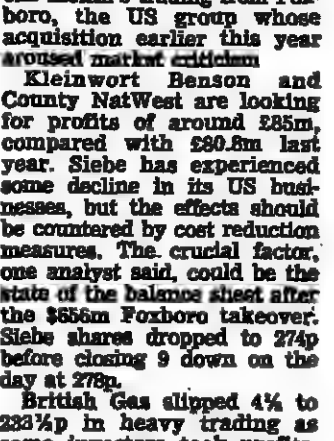 boro, the US group whose
acquisition earlier this year
aroused market criticism
Kleinwort Benson and
County NatWest are looking
for profits of around £85m,
compared with £80.8m last
year. Siebe has experienced
some decline in its US busi-
nesses, but the effects should
be countered by cost reduction
measures. The crucial factor,
one analyst said, could be the
state of the balance sheet after
the $656m Foxboro takeover.
Siebe shares dropped to 274p
before closing 9 down on the
day at 278p.
British Gas slipped 4½ to
233½p in heavy trading as